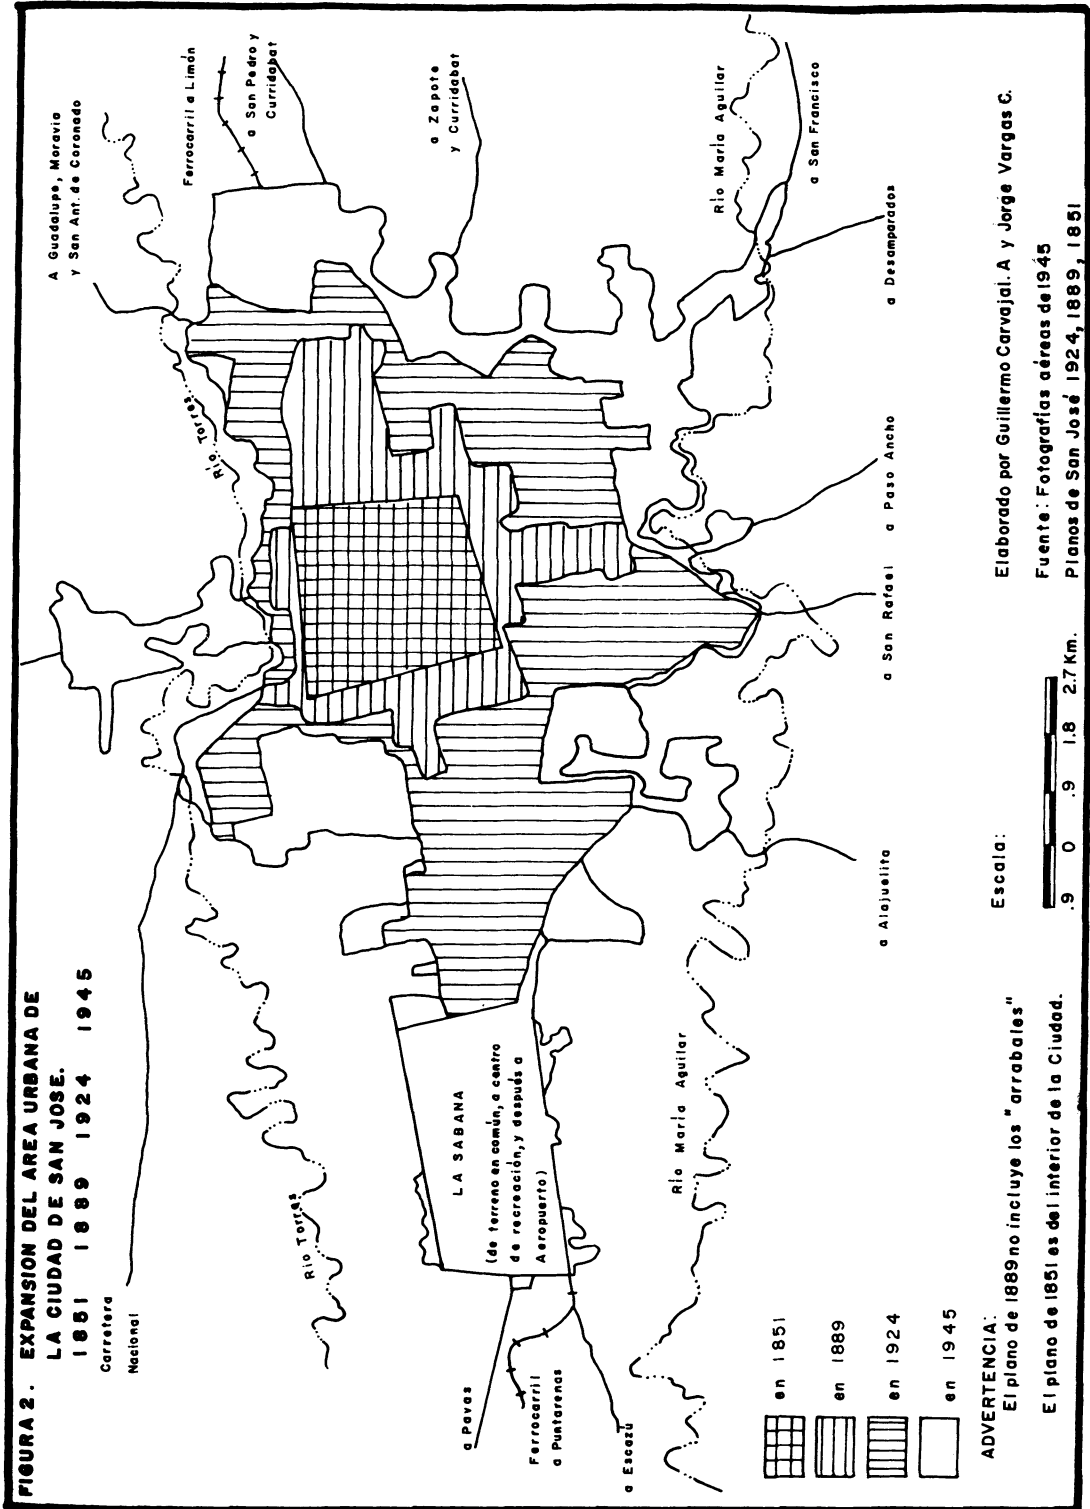 FIGURA 2. EXPANSION DEL AREA URBANA DE
LA CIUDAD DE SAN JOSE.
1851 1889 1924 1945
Carretera
Nacional
A Guadalupe, Moravia
y San Ant. de Coronado
Ferrocarril a Limón
a San Pedro y
Curridabat
a Zapote
y Curridabat
Río María Aguilar
a San Francisco
Río Torres
a Desamparados
a Paso Ancho
a San Rafael
a Alajuelita
Río Torres
LA SABANA
(de terreno en común, a centro
de recreación, y después a
Aeropuerto)
Río María Aguilar
a Pavas
Ferrocarril
a Puntarenas
a Escazú
en 1851
en 1889
en 1924
en 1945
ADVERTENCIA:
El plano de 1889 no incluye los "arrabales"
El plano de 1851 es del interior de la Ciudad.
Escala:
.9 0 .9 1.8 2.7 Km.
Elaborado por Guillermo Carvajal. A y Jorge Vargas C.
Fuente: Fotografías aéreas de 1945
Planos de San José 1924, 1889, 1851